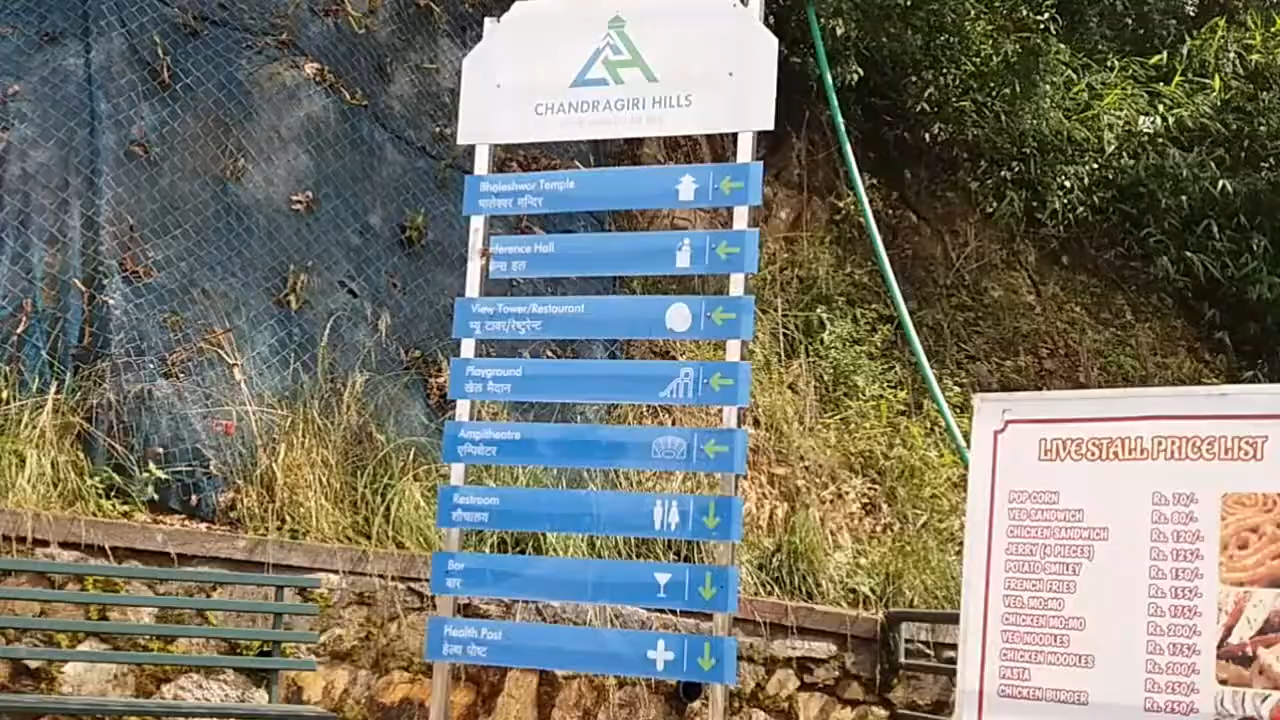 CHANDRAGIRI HILLS
Bhaleshwor Temple
भालेश्वर मन्दिर
ference Hall
हल
View Tower/Restaurant
भ्यू टावर/रेष्टुरेन्ट
Playground
खेल मैदान
Ampitheatre
एम्पिथेटर
Restroom
शौचालय
Bar
बार
Health Post
हेल्थ पोष्ट
LIVE STALL PRICE LIST
POP CORN Rs. 70/-
VEG SANDWICH Rs. 80/-
CHICKEN SANDWICH Rs. 120/-
JERRY (4 PIECES) Rs. 125/-
POTATO SMILEY Rs. 150/-
FRENCH FRIES Rs. 155/-
VEG. MO:MO Rs. 175/-
CHICKEN MO:MO Rs. 200/-
VEG NOODLES Rs. 175/-
CHICKEN NOODLES Rs. 200/-
PASTA Rs. 250/-
CHICKEN BURGER Rs. 250/-